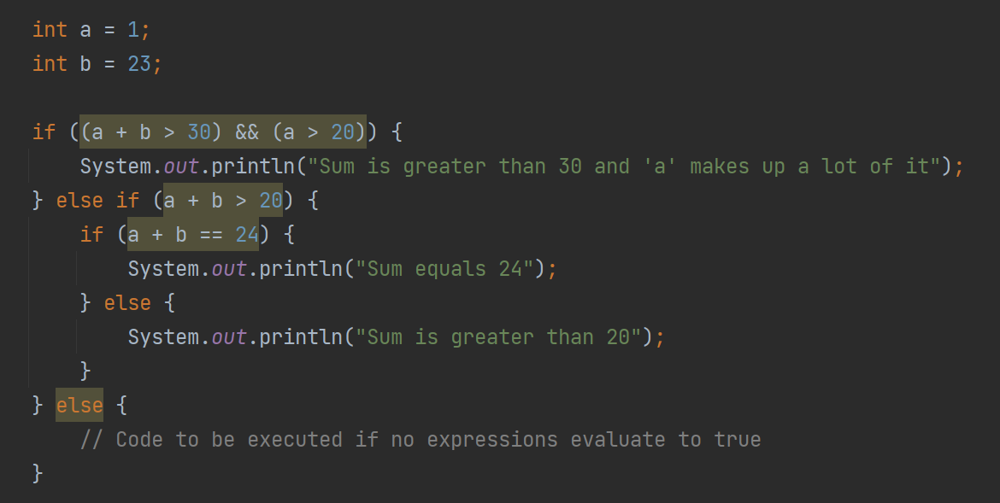 int a = 1;
int b = 23;
if ((a + b > 30) && (a > 20)) {
System.out.println("Sum is greater than 30 and 'a' makes up a lot of it");
} else if (a + b > 20) {
if (a + b == 24) {
System.out.println("Sum equals 24");
} else {
System.out.println("Sum is greater than 20");
}
} else {
// Code to be executed if no expressions evaluate to true
}